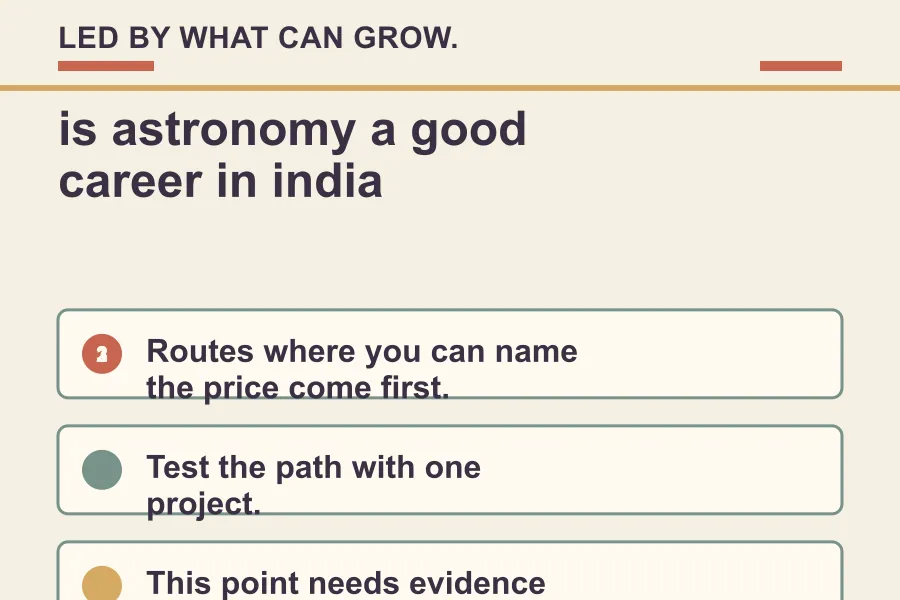 LED BY WHAT CAN GROW.
is astronomy a good
career in india
Routes where you can name
the price come first.
Test the path with one
project.
This point needs evidence